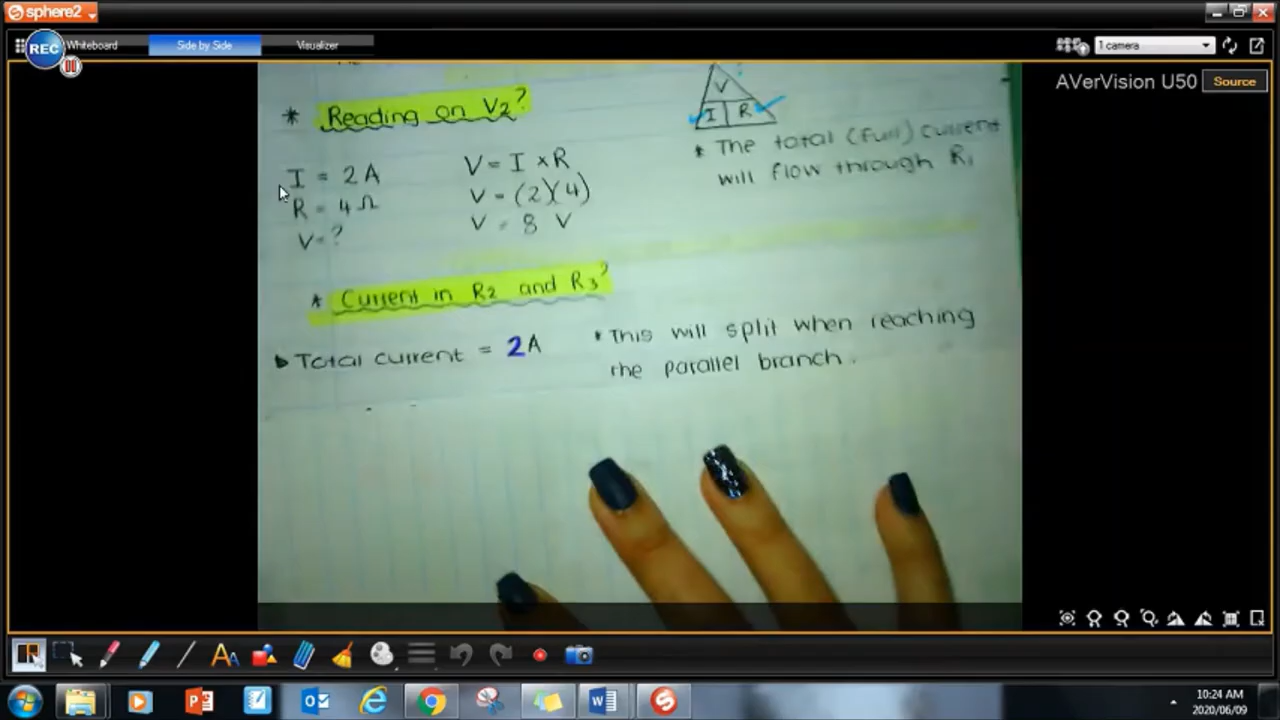 sphere2
REC
Whiteboard
Side by Side
Visualizer
1 camera
AVerVision U50
Source
* Reading on V2?
I = 2 A
R = 4 Ω
V = ?
V = I × R
V = (2)(4)
V = 8 V
V
I R
* The total (full) current
will flow through R1
* Current in R2 and R3?
Total current = 2A
* This will split when reaching
the parallel branch.
10:24 AM
2020/06/09